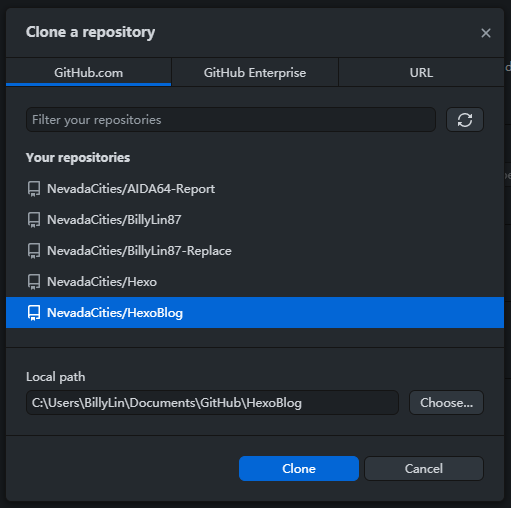 Clone a repository
GitHub.com
GitHub Enterprise
URL
Filter your repositories
Your repositories
NevadaCities/AIDA64-Report
NevadaCities/BillyLin87
NevadaCities/BillyLin87-Replace
NevadaCities/Hexo
NevadaCities/HexoBlog
Local path
C:\Users\BillyLin\Documents\GitHub\HexoBlog
Choose...
Clone
Cancel